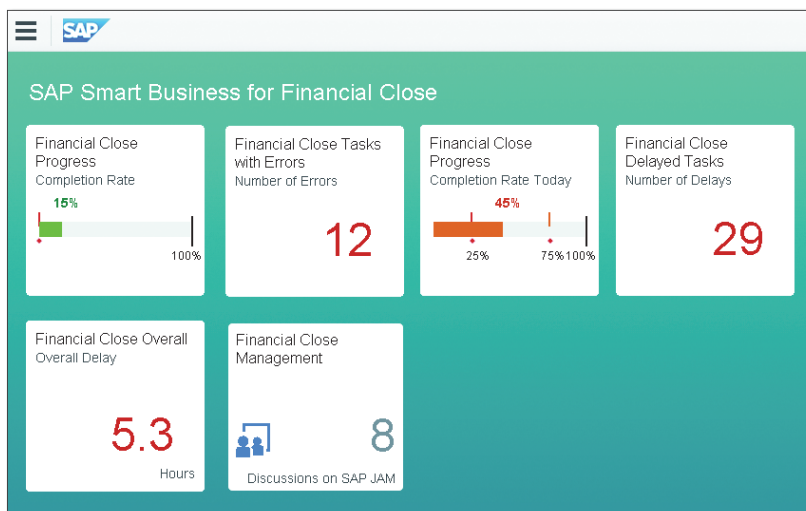 SAP
SAP Smart Business for Financial Close
Financial Close
Progress
Completion Rate
15%
100%
Financial Close Tasks
with Errors
Number of Errors
12
Financial Close
Progress
Completion Rate Today
45%
25%
75%
100%
Financial Close
Delayed Tasks
Number of Delays
29
Financial Close Overall
Overall Delay
5.3
Hours
Financial Close
Management
8
Discussions on SAP JAM